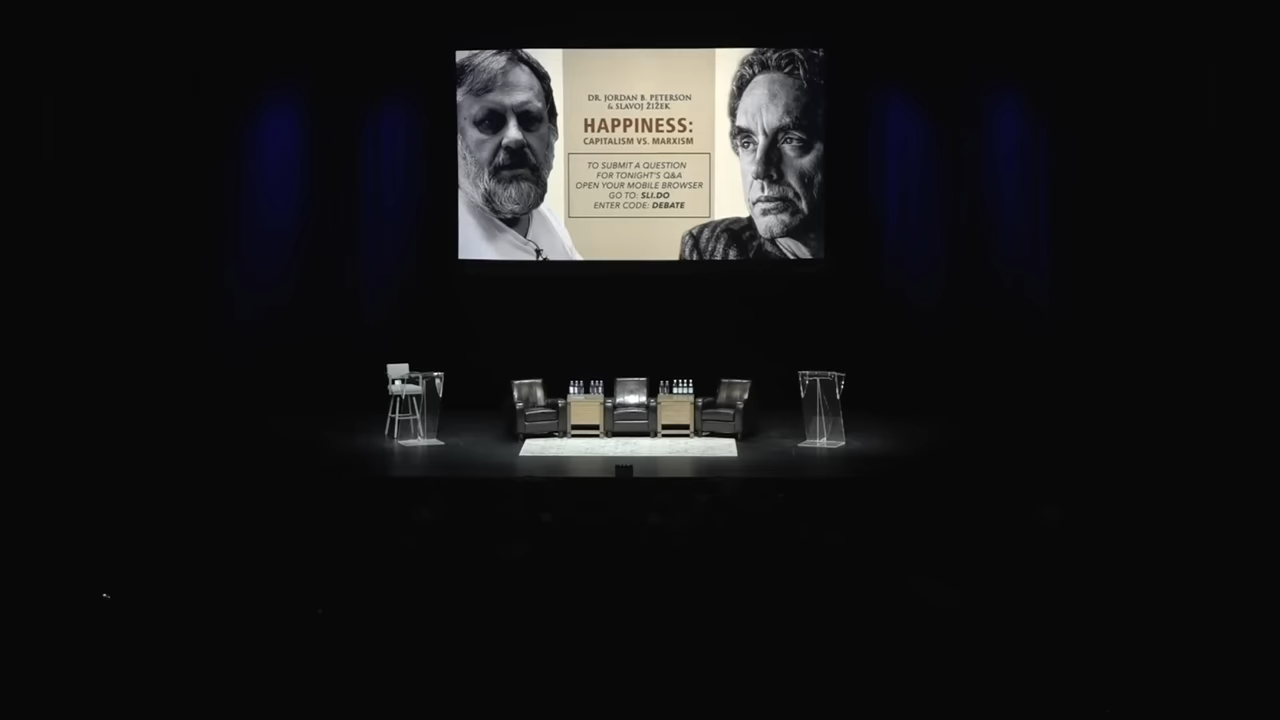 DR. JORDAN B. PETERSON
& SLAVOJ ŽIŽEK
HAPPINESS:
CAPITALISM VS. MARXISM
TO SUBMIT A QUESTION
FOR TONIGHT'S Q&A
OPEN YOUR MOBILE BROWSER
GO TO: SLI.DO
ENTER CODE: DEBATE